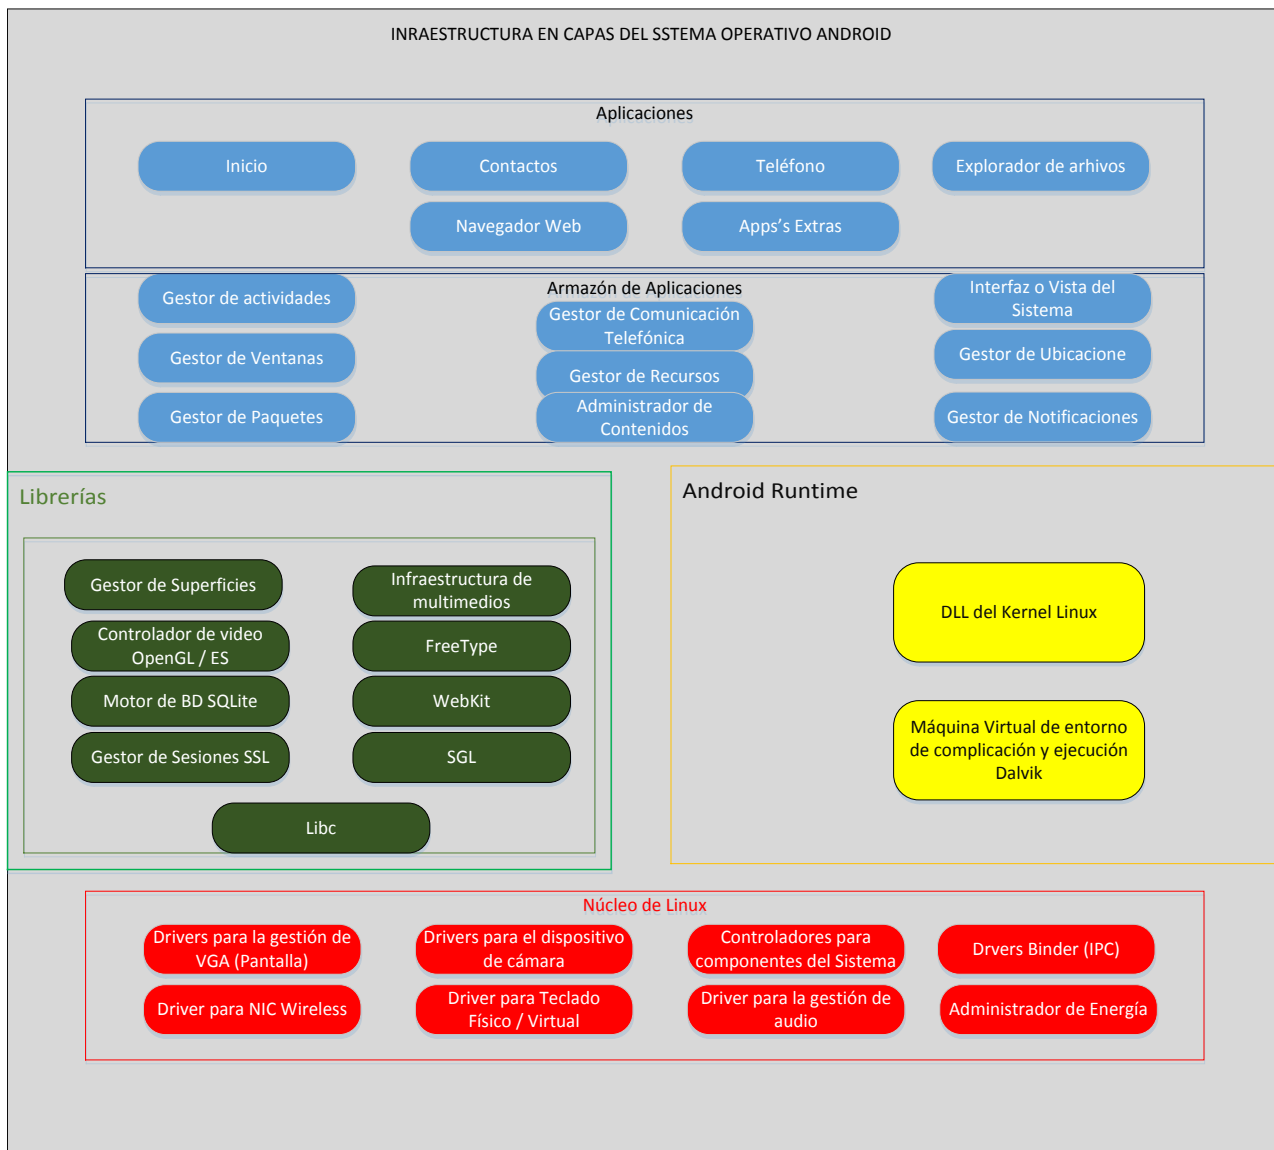 INRAESTRUCTURA EN CAPAS DEL SSTEMA OPERATIVO ANDROID
Aplicaciones
Inicio
Contactos
Teléfono
Explorador de arhivos
Navegador Web
Apps's Extras
Armazón de Aplicaciones
Gestor de actividades
Gestor de Comunicación
Telefónica
Interfaz o Vista del
Sistema
Gestor de Ventanas
Gestor de Recursos
Gestor de Ubicacione
Gestor de Paquetes
Administrador de
Contenidos
Gestor de Notificaciones
Librerías
Gestor de Superficies
Infraestructura de
multimedios
Controlador de video
OpenGL / ES
FreeType
Motor de BD SQLite
WebKit
Gestor de Sesiones SSL
SGL
Libc
Android Runtime
DLL del Kernel Linux
Máquina Virtual de entorno
de complicación y ejecución
Dalvik
Núcleo de Linux
Drivers para la gestión de
VGA (Pantalla)
Drivers para el dispositivo
de cámara
Controladores para
componentes del Sistema
Drvers Binder (IPC)
Driver para NIC Wireless
Driver para Teclado
Físico / Virtual
Driver para la gestión de
audio
Administrador de Energía